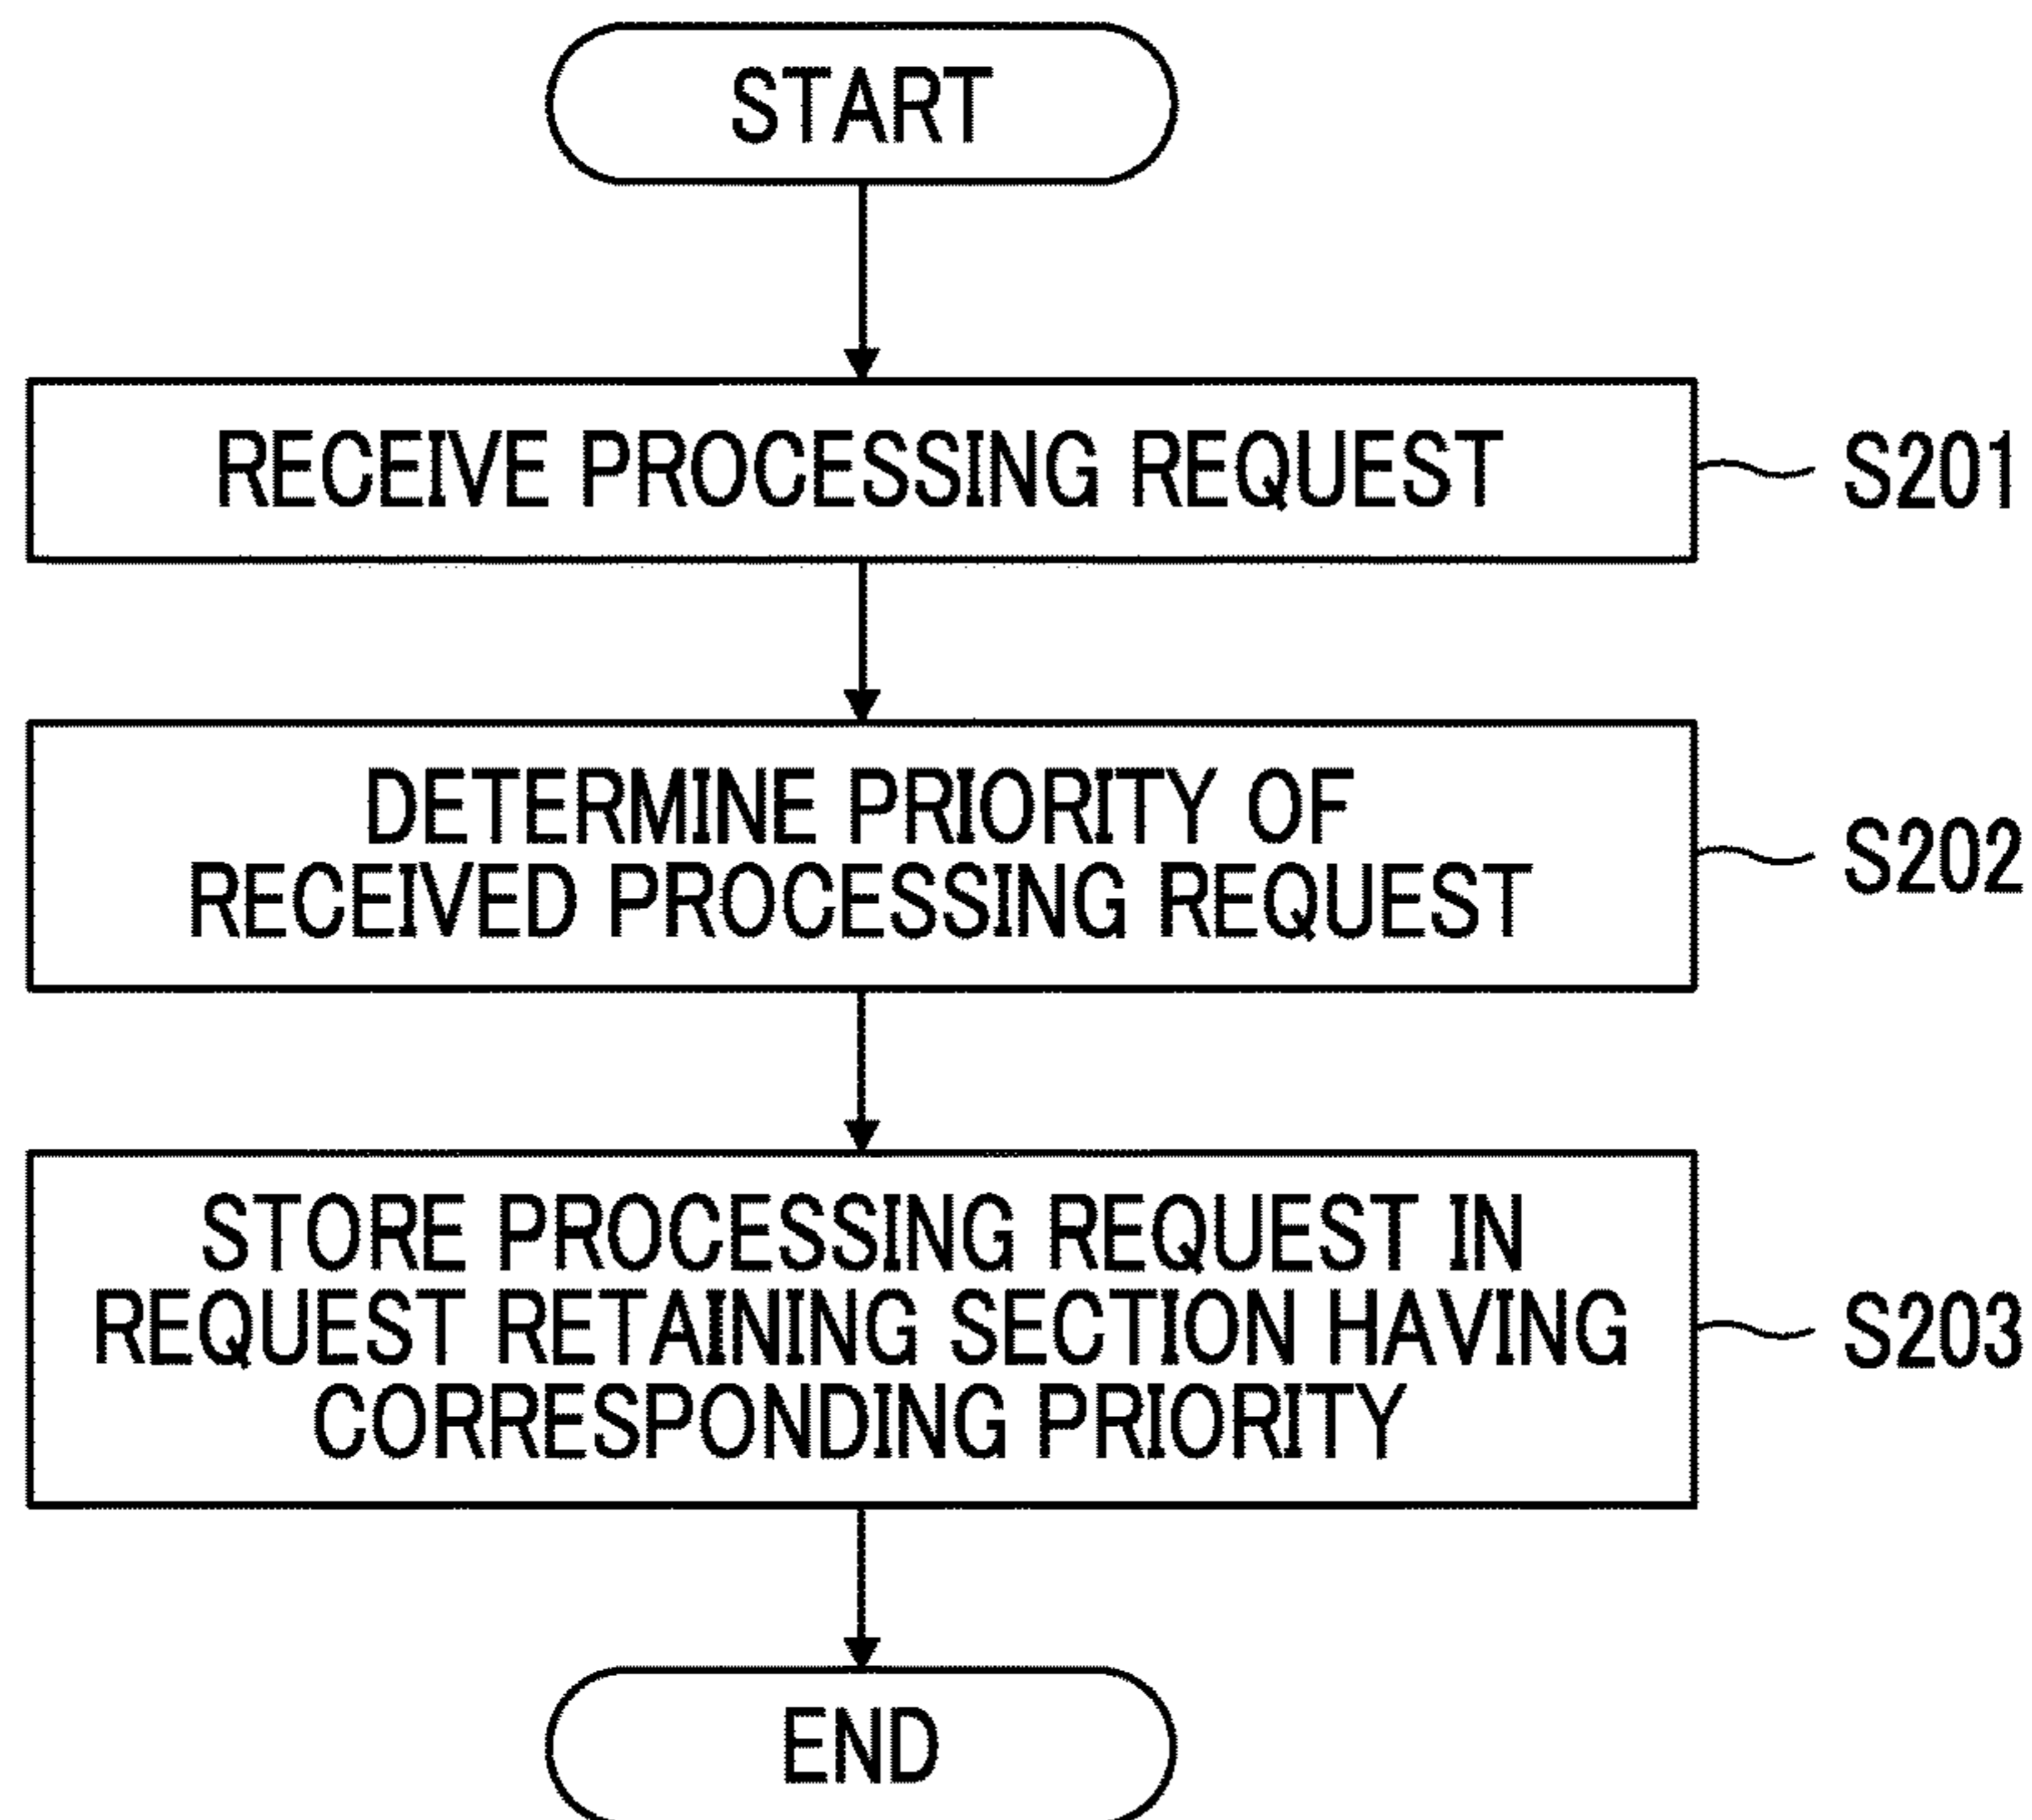 START
RECEIVE PROCESSING REQUEST
S201
DETERMINE PRIORITY OF
RECEIVED PROCESSING REQUEST
S202
STORE PROCESSING REQUEST IN
REQUEST RETAINING SECTION HAVING
CORRESPONDING PRIORITY
S203
END